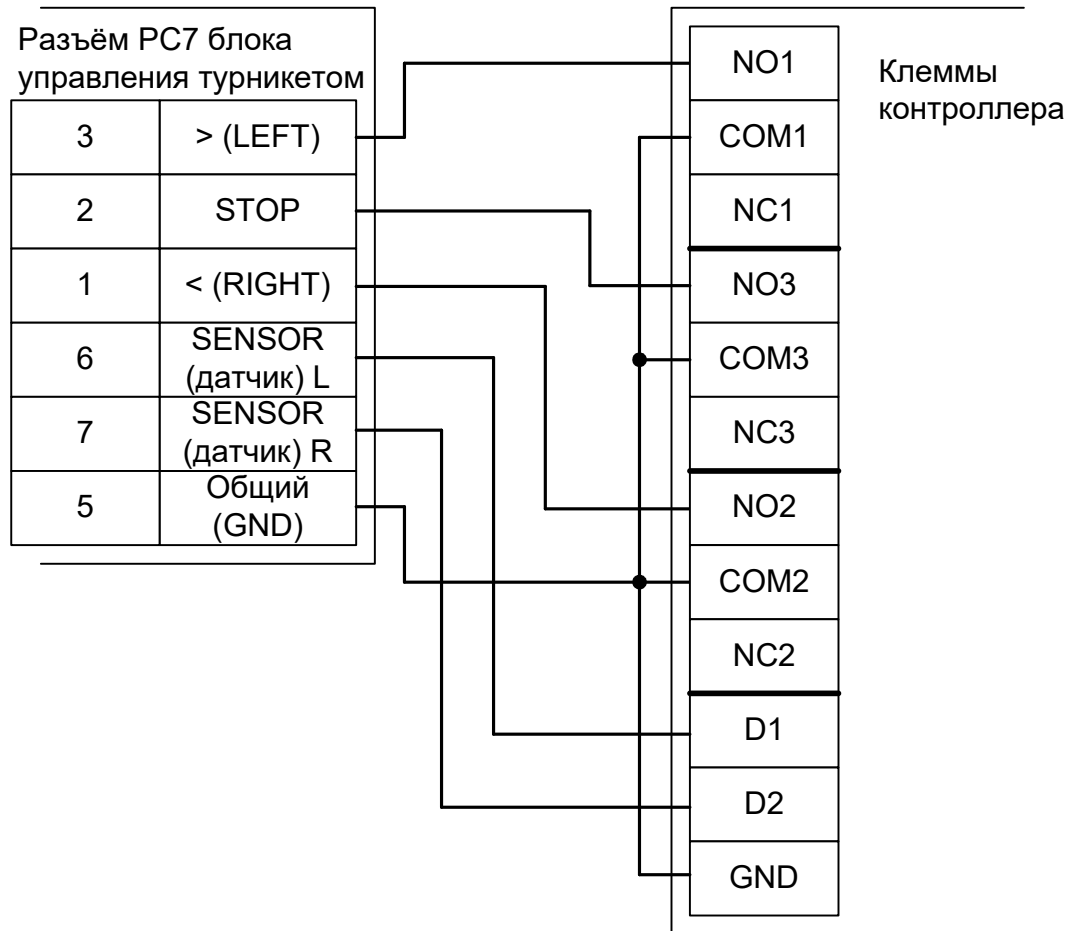 Разъём PC7 блока
управления турникетом
3 > (LEFT)
2 STOP
1 < (RIGHT)
6 SENSOR
(датчик) L
7 SENSOR
(датчик) R
5 Общий
(GND)
NO1
COM1
NC1
NO3
COM3
NC3
NO2
COM2
NC2
D1
D2
GND
Клеммы
контроллера